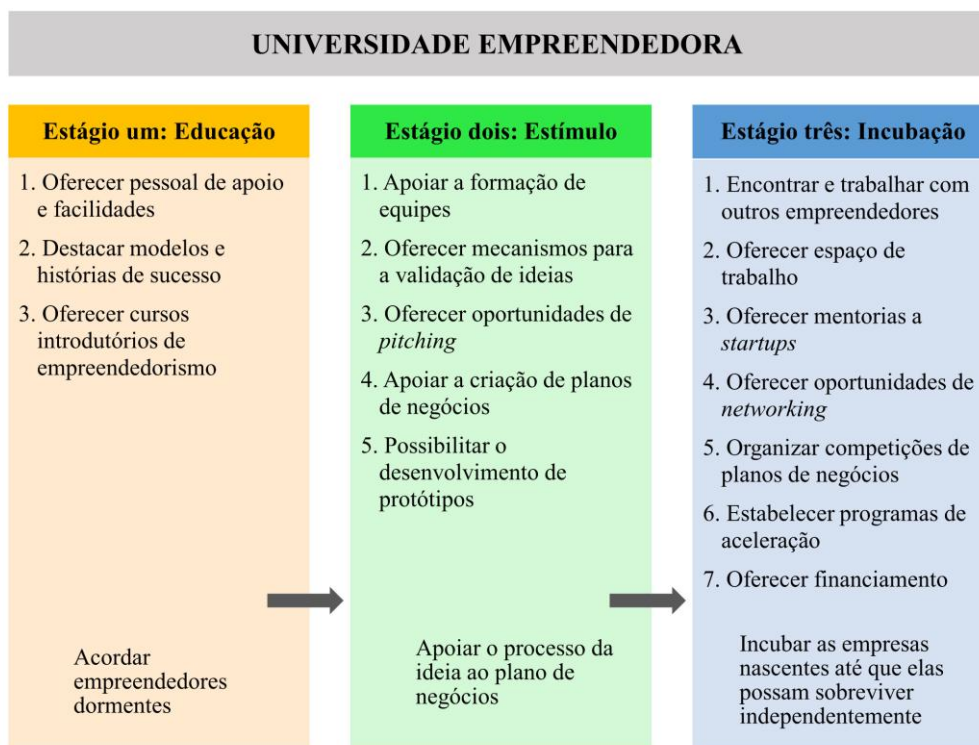 UNIVERSIDADE EMPREENDEDORA
Estágio um: Educação
1. Oferecer pessoal de apoio
e facilidades
2. Destacar modelos e
histórias de sucesso
3. Oferecer cursos
introdutórios de
empreendedorismo
Acordar
empreendedores
dormentes
Estágio dois: Estímulo
1. Apoiar a formação de
equipes
2. Oferecer mecanismos para
a validação de ideias
3. Oferecer oportunidades de
pitching
4. Apoiar a criação de planos
de negócios
5. Possibilitar o
desenvolvimento de
protótipos
Apoiar o processo da
ideia ao plano de
negócios
Estágio três: Incubação
1. Encontrar e trabalhar com
outros empreendedores
2. Oferecer espaço de
trabalho
3. Oferecer mentorias a
startups
4. Oferecer oportunidades de
networking
5. Organizar competições de
planos de negócios
6. Estabelecer programas de
aceleração
7. Oferecer financiamento
Incubar as empresas
nascentes até que elas
possam sobreviver
independentemente